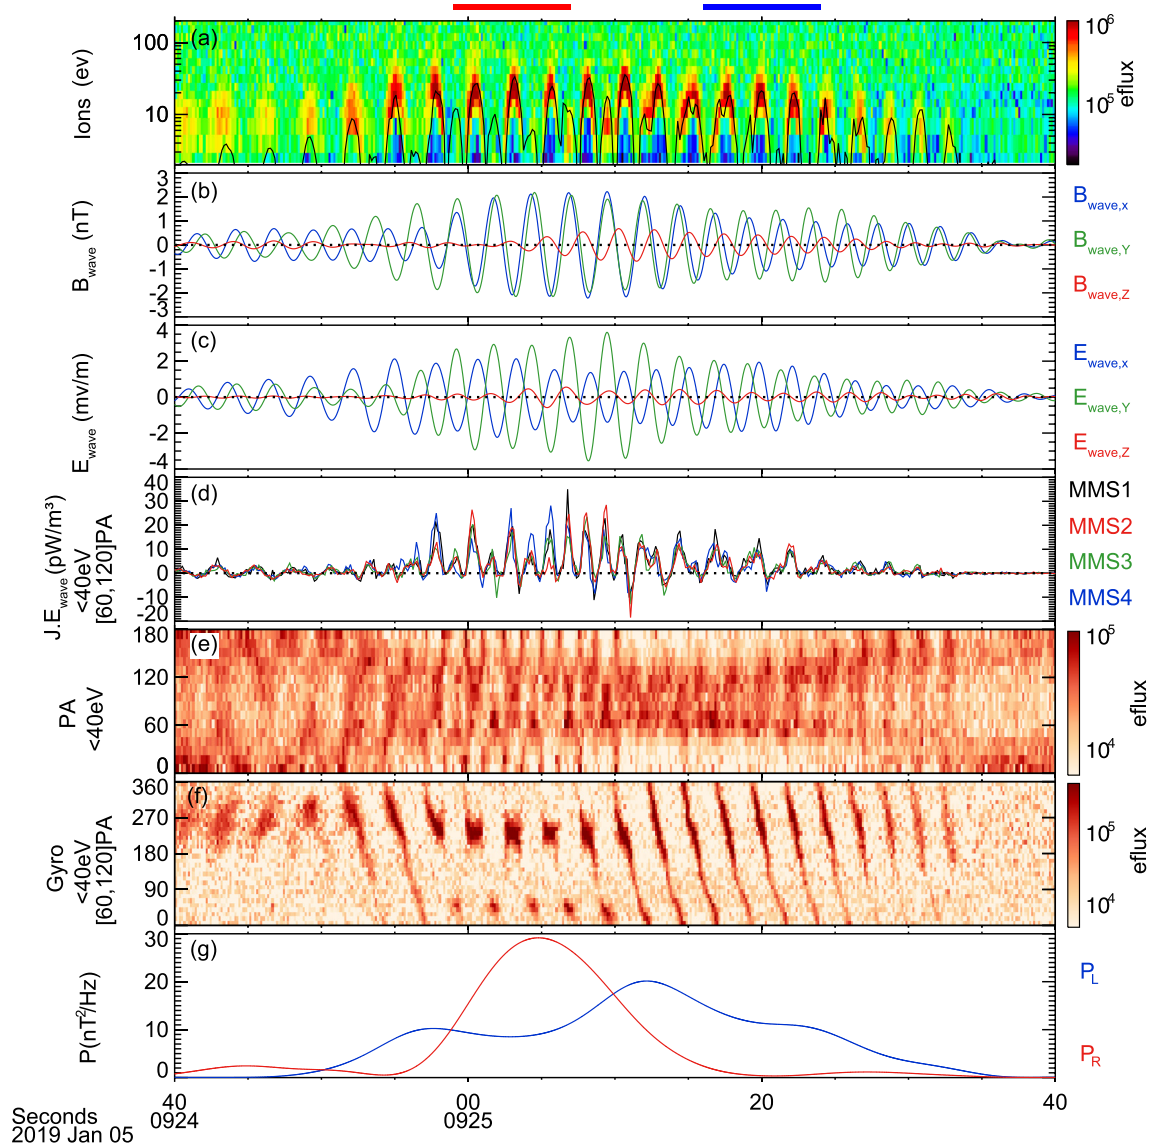 (a)
Ions (ev)
100
10
10⁶
10⁵
eflux
(b)
B_wave (nT)
3
2
1
0
-1
-2
-3
B_wave,x
B_wave,Y
B_wave,Z
(c)
E_wave (mv/m)
4
2
0
-2
-4
E_wave,x
E_wave,Y
E_wave,Z
(d)
J.E_wave (pW/m³)
<40eV
[60,120]PA
40
30
20
10
0
-10
-20
MMS1
MMS2
MMS3
MMS4
(e)
PA
<40eV
180
120
60
0
10⁵
10⁴
eflux
(f)
Gyro
<40eV
[60,120]PA
360
270
180
90
0
10⁵
10⁴
eflux
(g)
P(nT²/Hz)
30
20
10
0
P_L
P_R
40 00 20 40
Seconds
0924 0925
2019 Jan 05